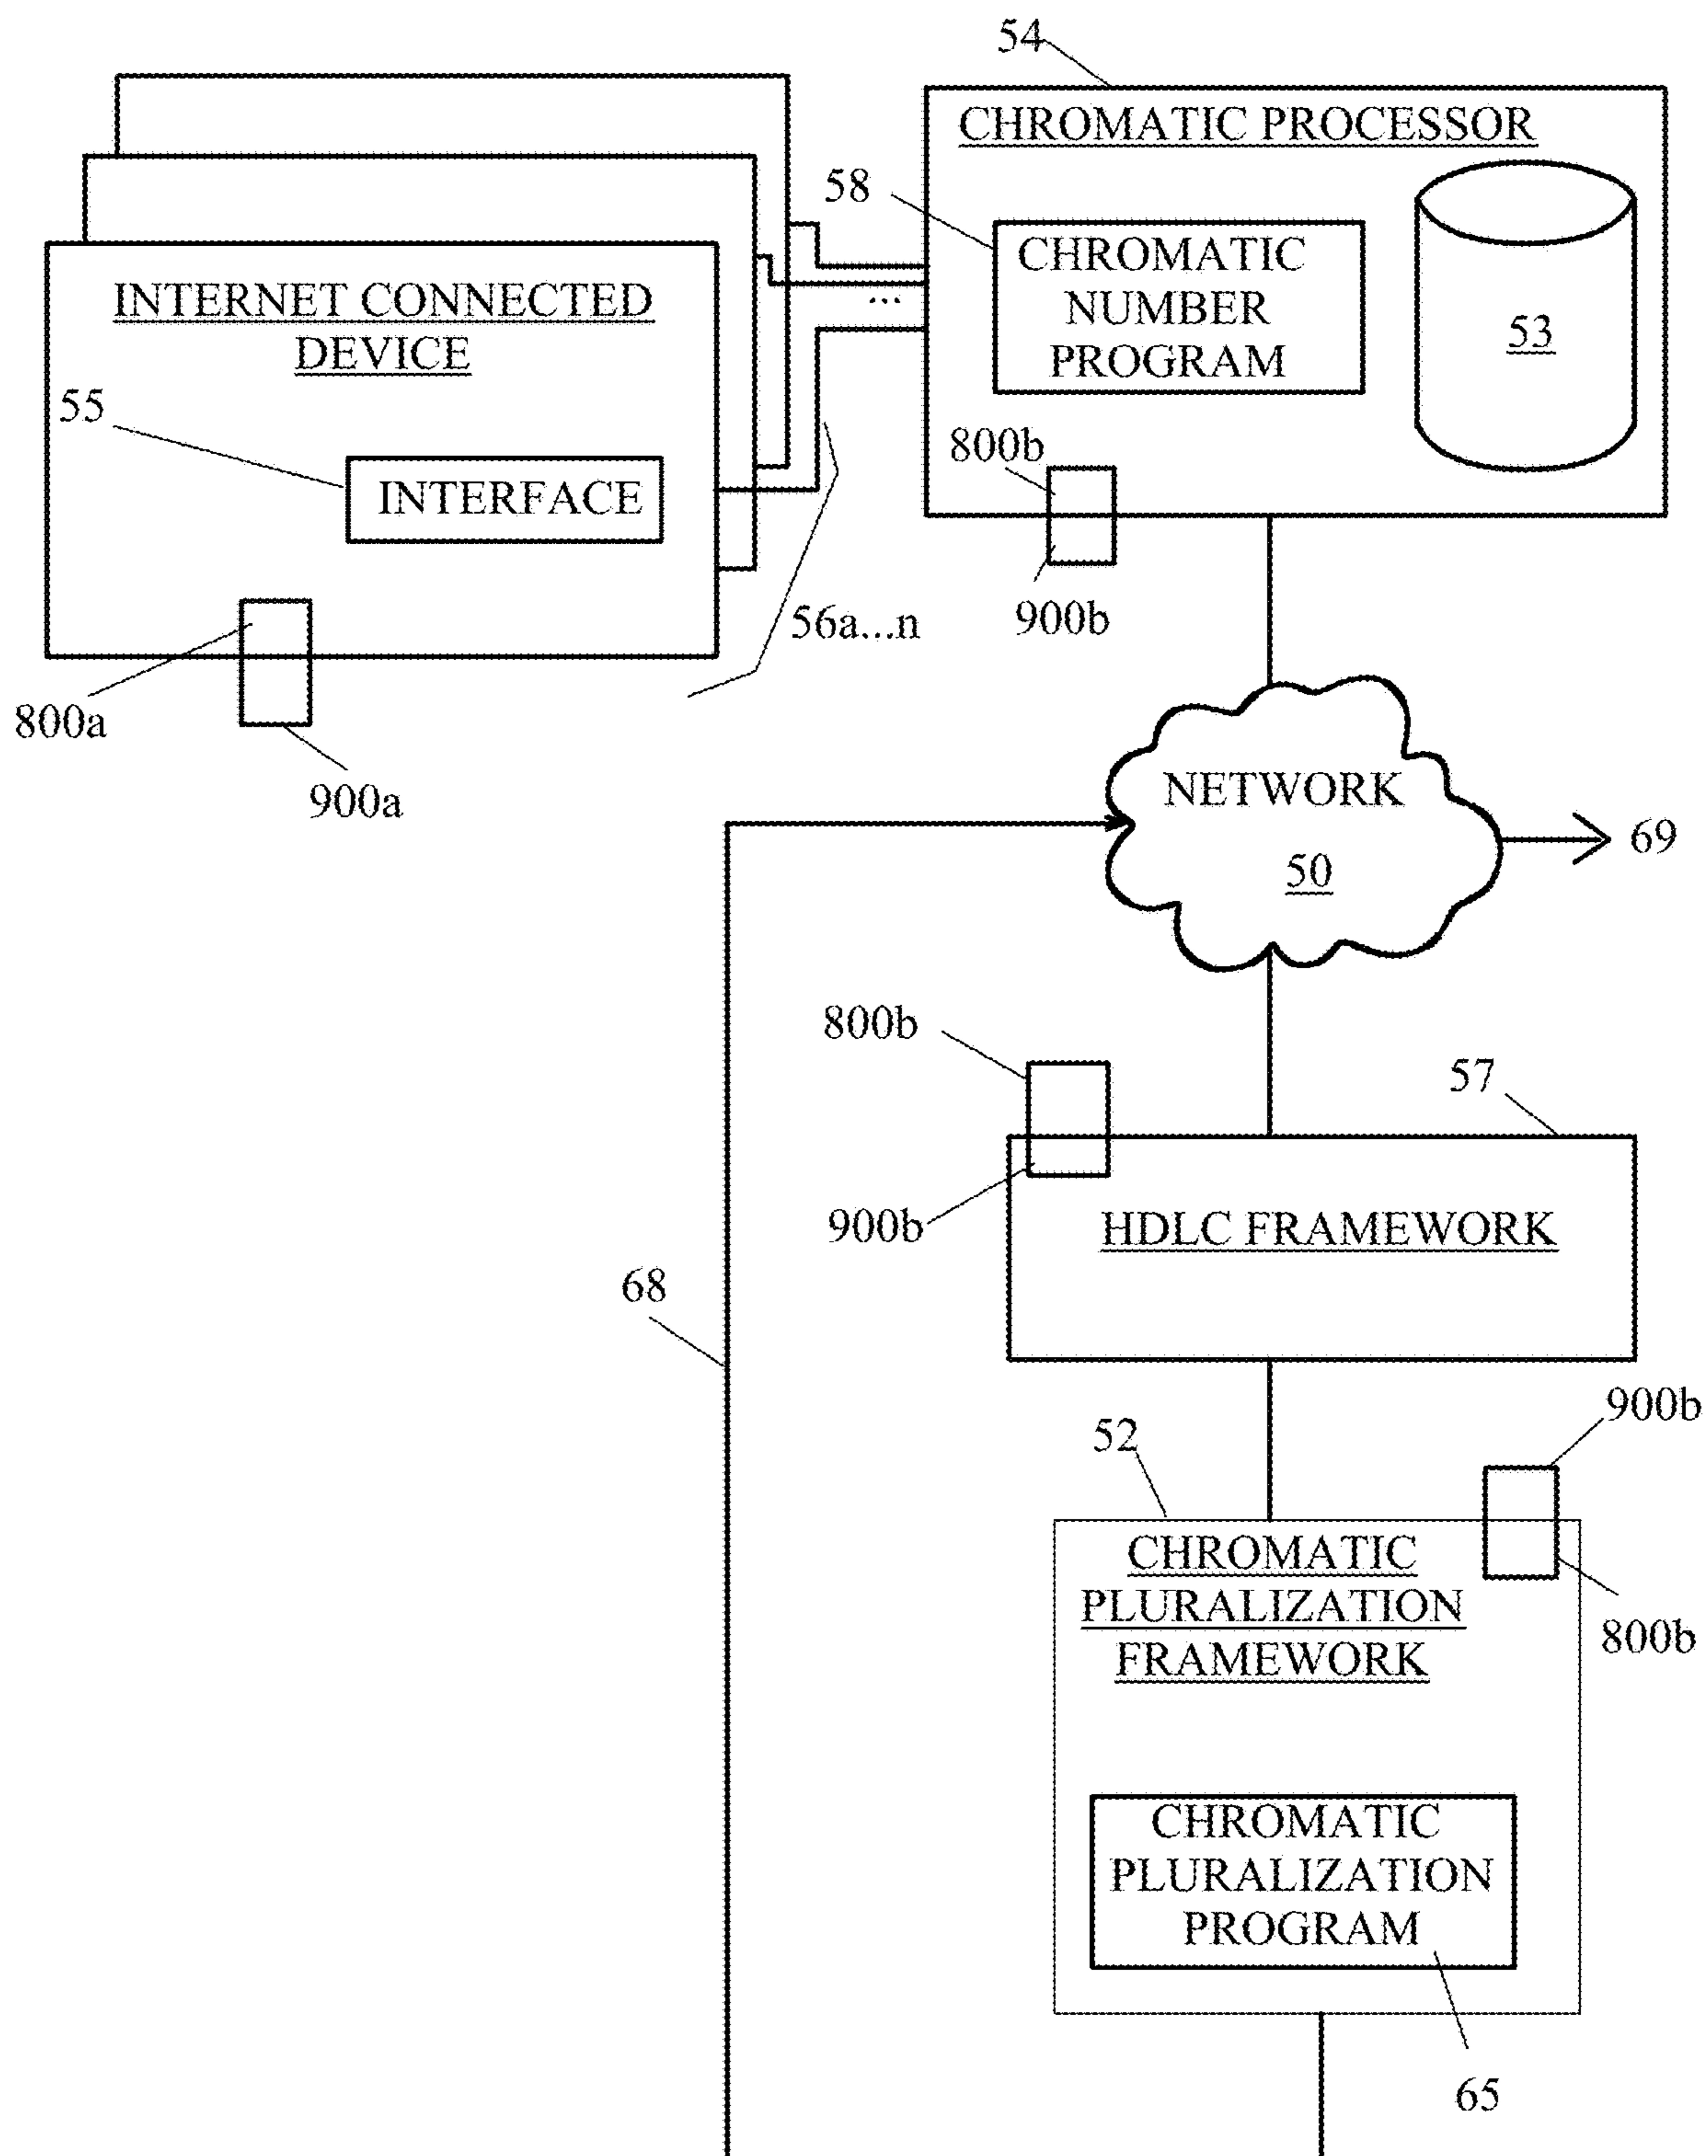 54
CHROMATIC PROCESSOR
58
CHROMATIC
NUMBER
PROGRAM
53
INTERNET CONNECTED
DEVICE
...
55
INTERFACE
800b
900b
56a...n
800a
900a
NETWORK
50
69
800b
57
900b
HDLC FRAMEWORK
68
900b
52
CHROMATIC
PLURALIZATION
FRAMEWORK
800b
CHROMATIC
PLURALIZATION
PROGRAM
65